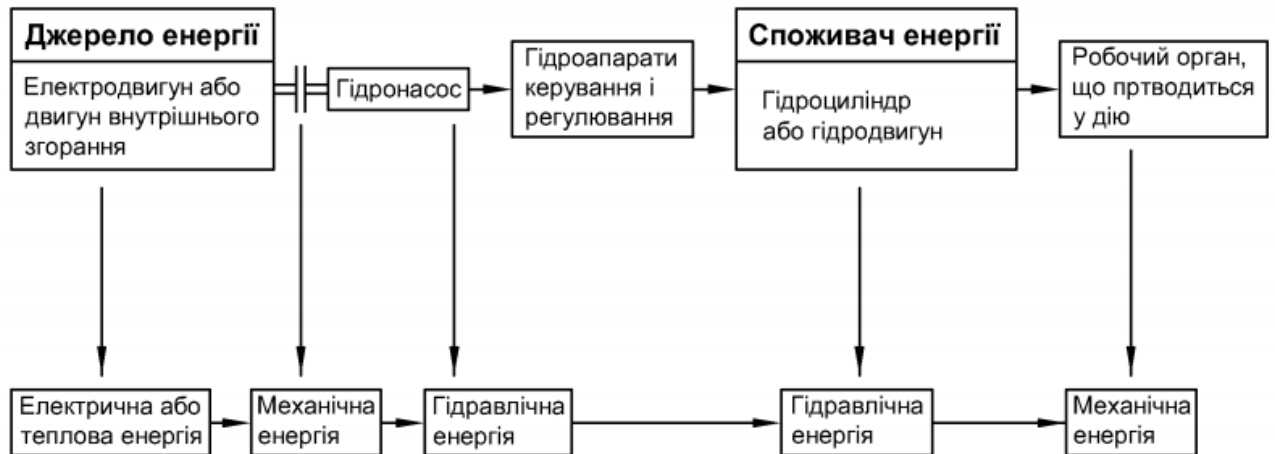 Джерело енергії
Електродвигун або
двигун внутрішнього
згорання
Гідронасос
Гідроапарати
керування і
регулювання
Споживач енергії
Гідроциліндр
або гідродвигун
Робочий орган,
що пртводиться
у дію
Електрична або
теплова енергія
Механічна
енергія
Гідравлічна
енергія
Гідравлічна
енергія
Механічна
енергія